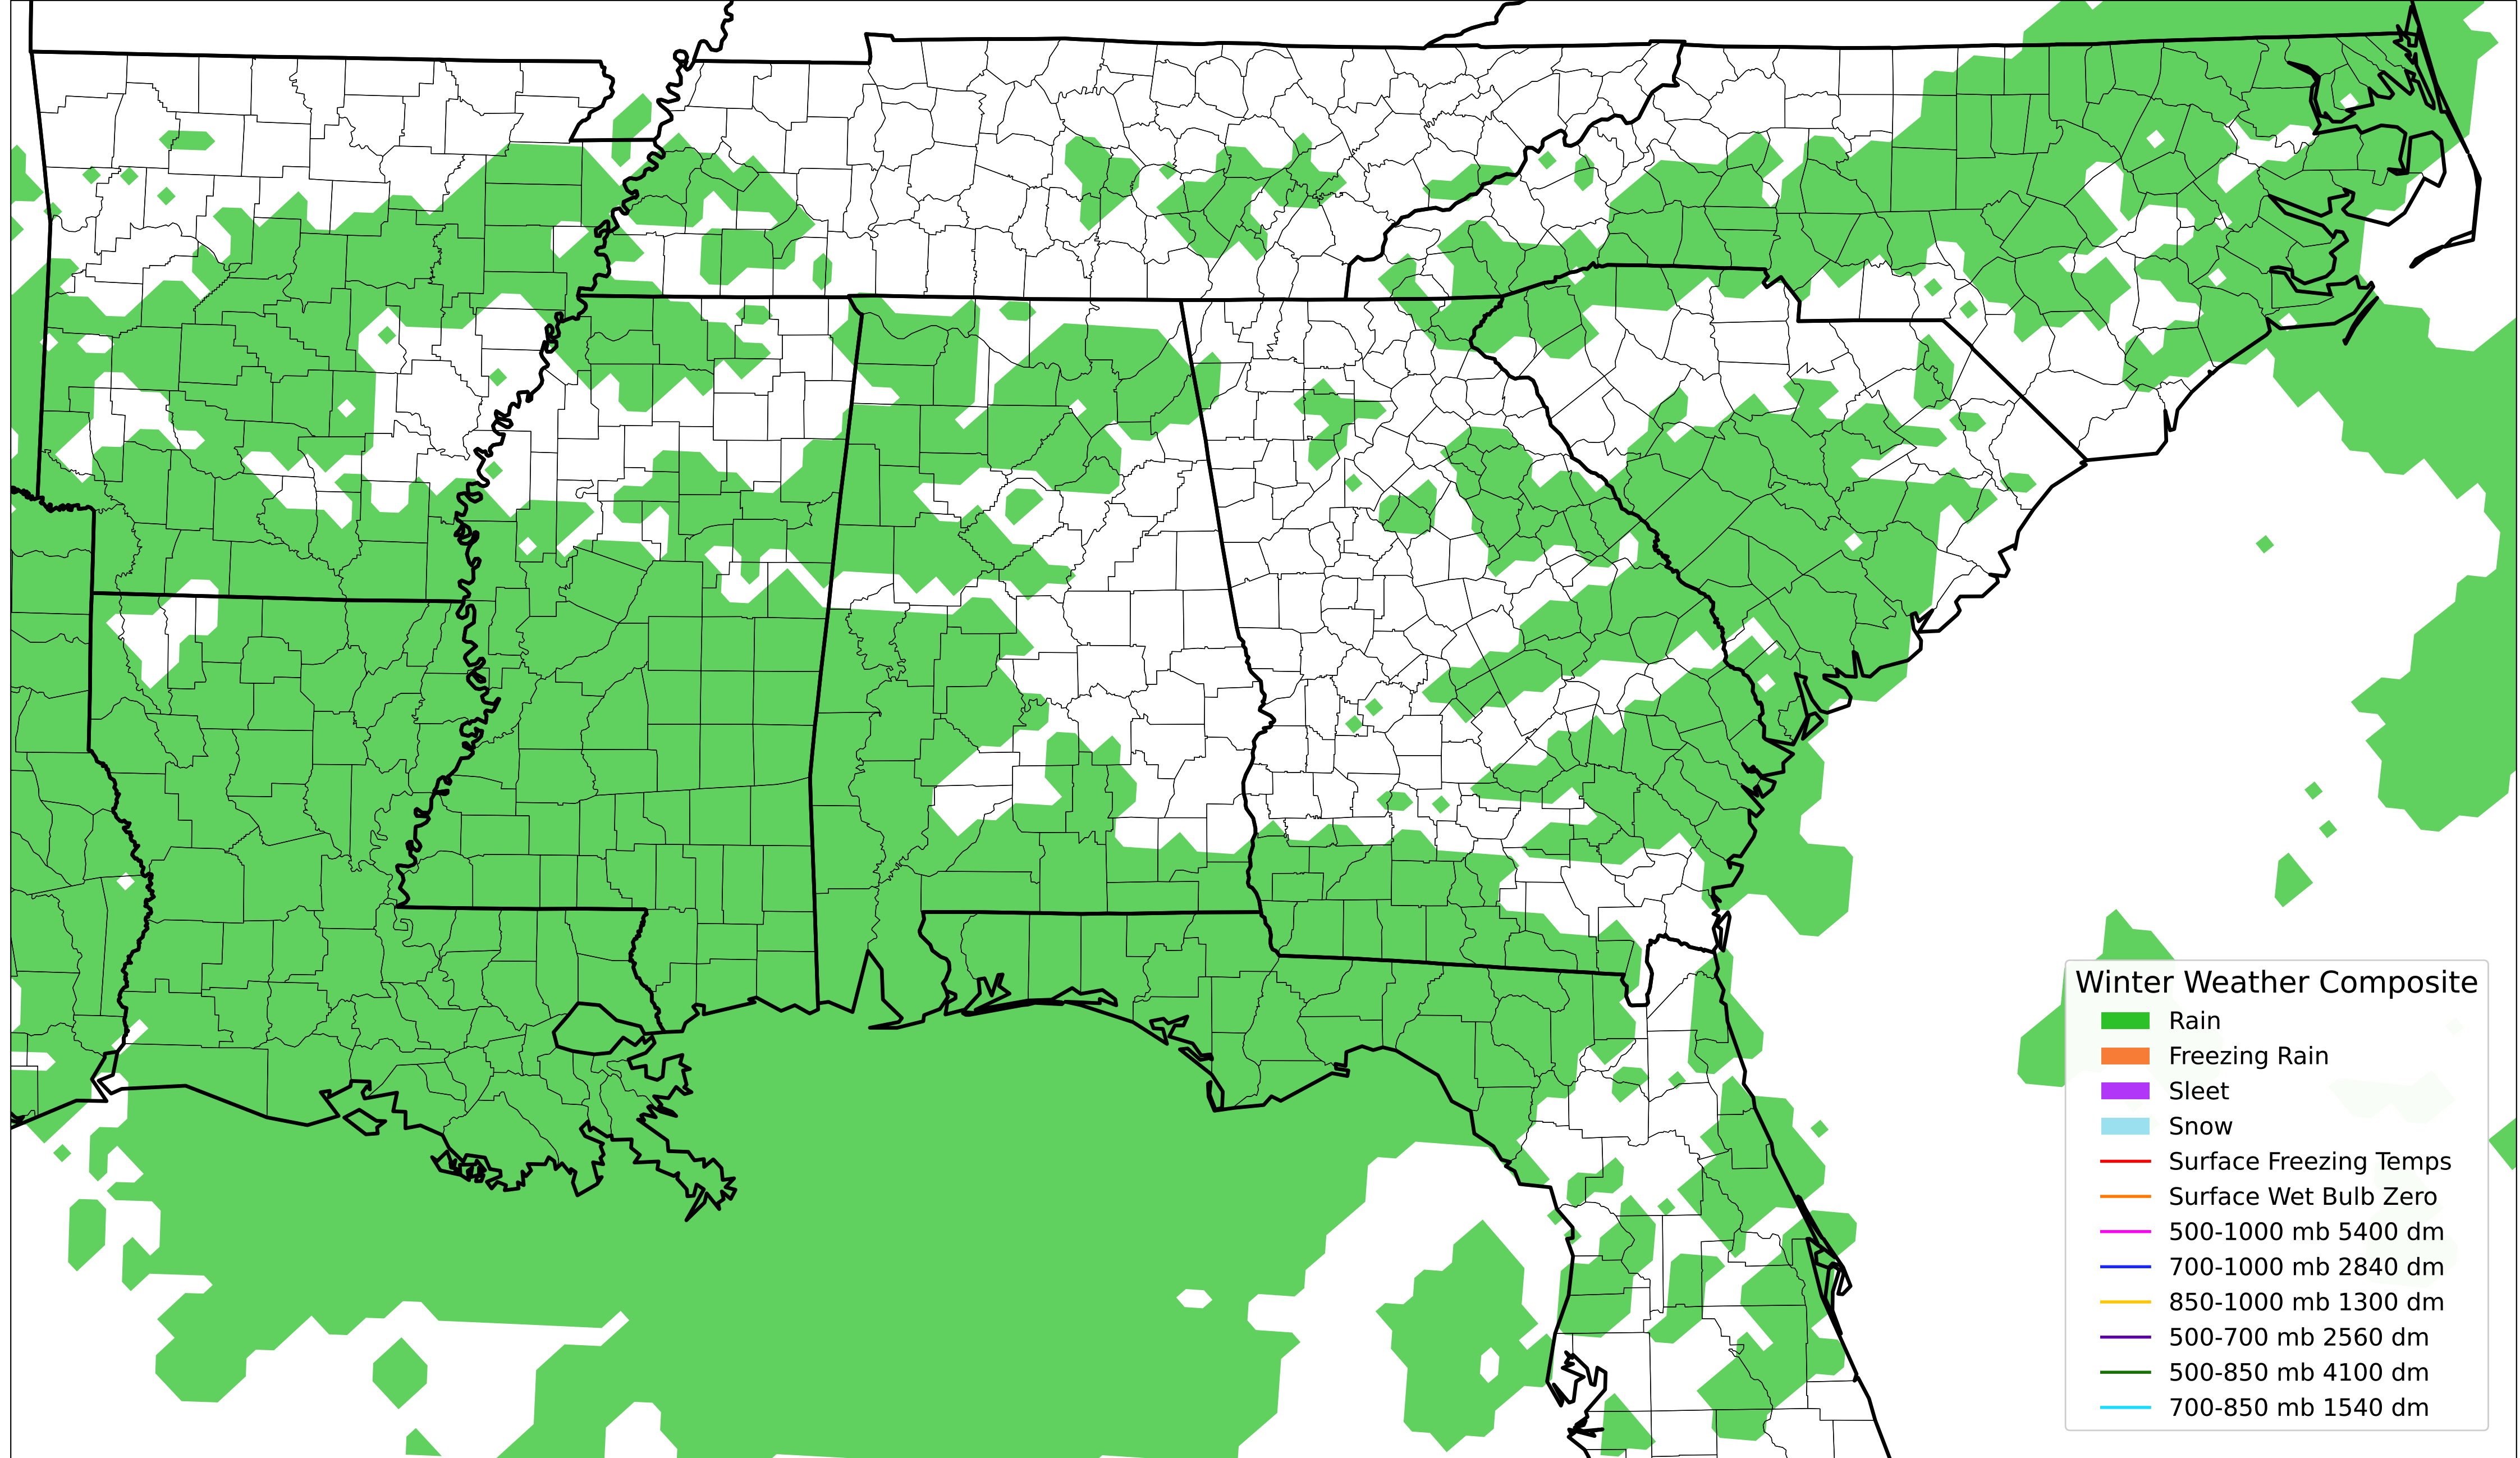 Winter Weather Composite
Rain
Freezing Rain
Sleet
Snow
Surface Freezing Temps
Surface Wet Bulb Zero
500-1000 mb 5400 dm
700-1000 mb 2840 dm
850-1000 mb 1300 dm
500-700 mb 2560 dm
500-850 mb 4100 dm
700-850 mb 1540 dm